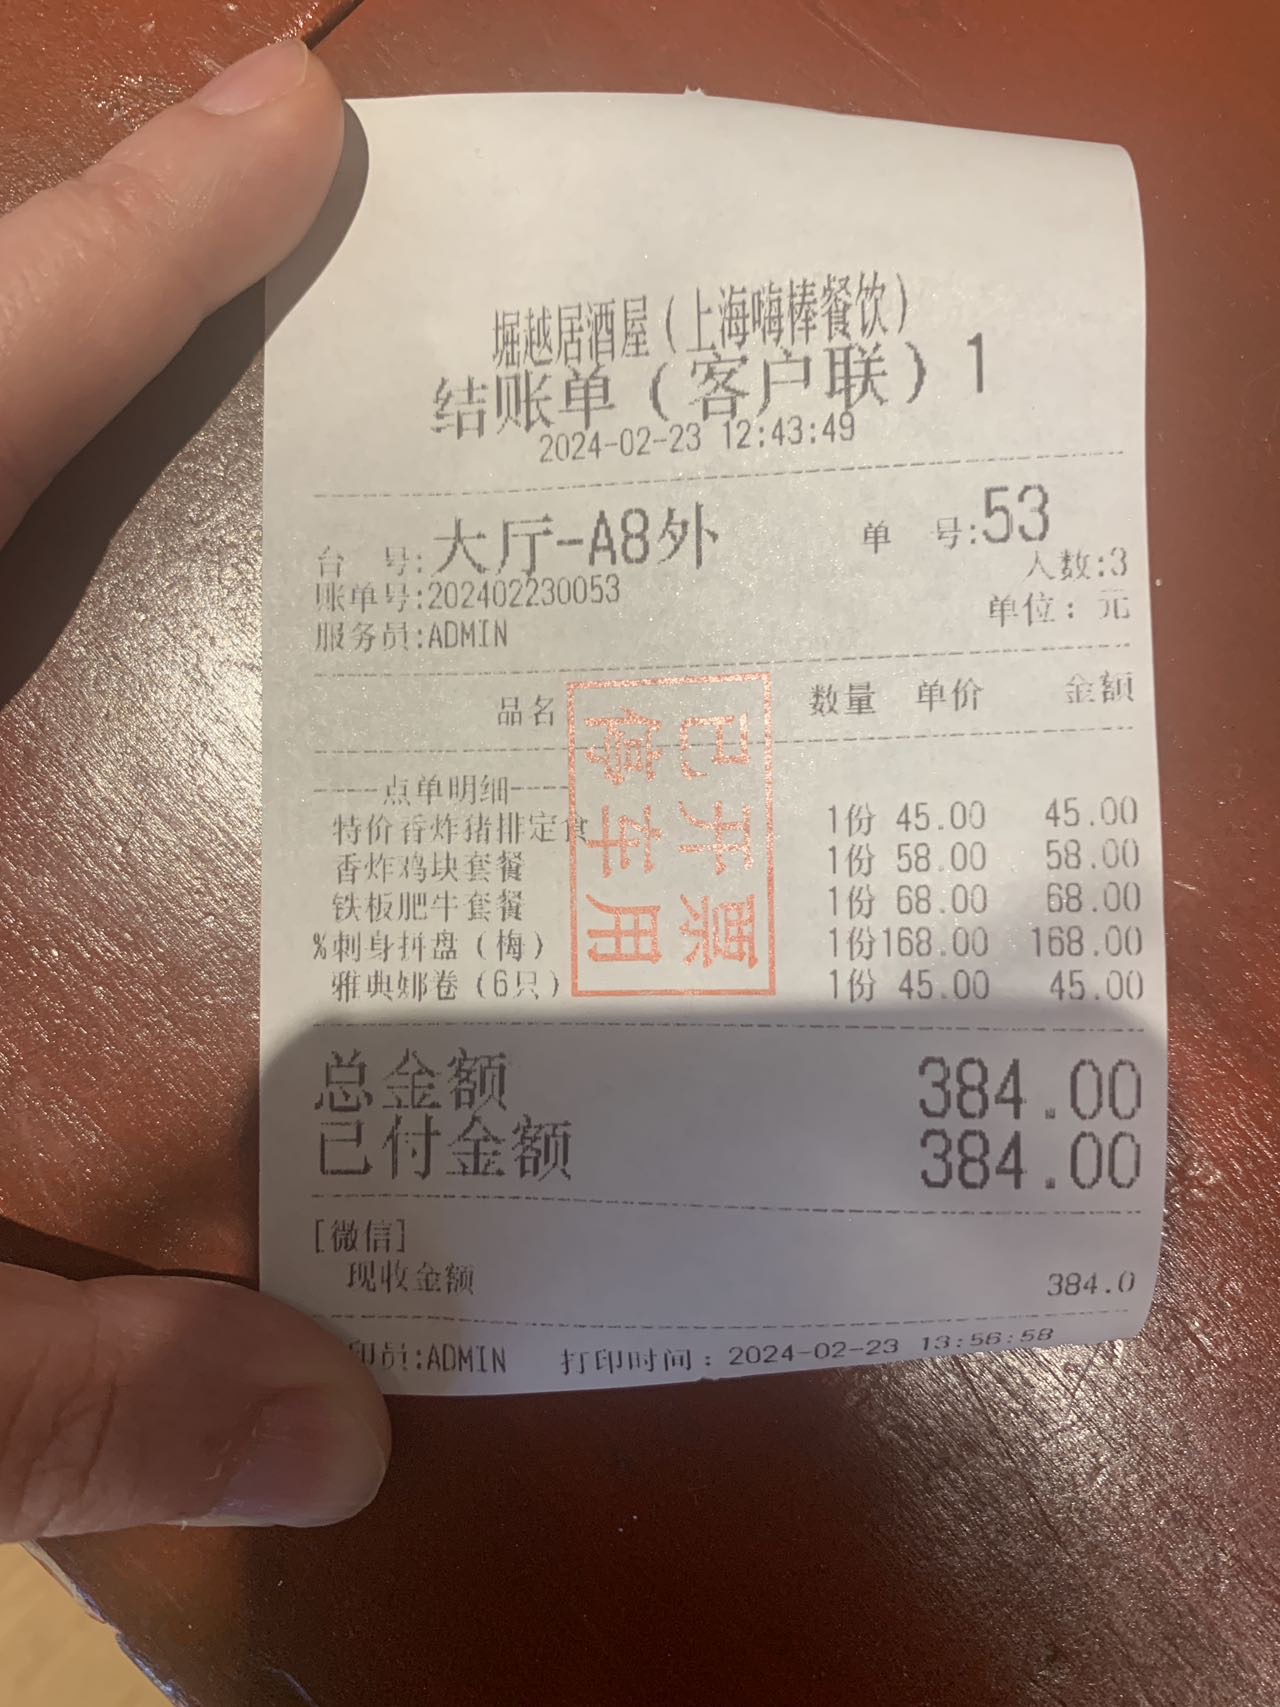 堀越居酒屋(上海嗨棒餐饮)
结账单(客户联)1
2024-02-23 12:43:49
台 号:大厅-A8外 单 号:53
人数:3
账单号:202402230053
单位: 元
服务员:ADMIN
品名 数量 单价 金额
----点单明细----
特价香炸猪排定食 1份 45.00 45.00
香炸鸡块套餐 1份 58.00 58.00
铁板肥牛套餐 1份 68.00 68.00
%刺身拼盘(梅) 1份168.00 168.00
雅典娜卷(6只) 1份 45.00 45.00
已开票
停车用
总金额 384.00
已付金额 384.00
[微信]
现收金额 384.0
印员:ADMIN 打印时间:2024-02-23 13:56:58